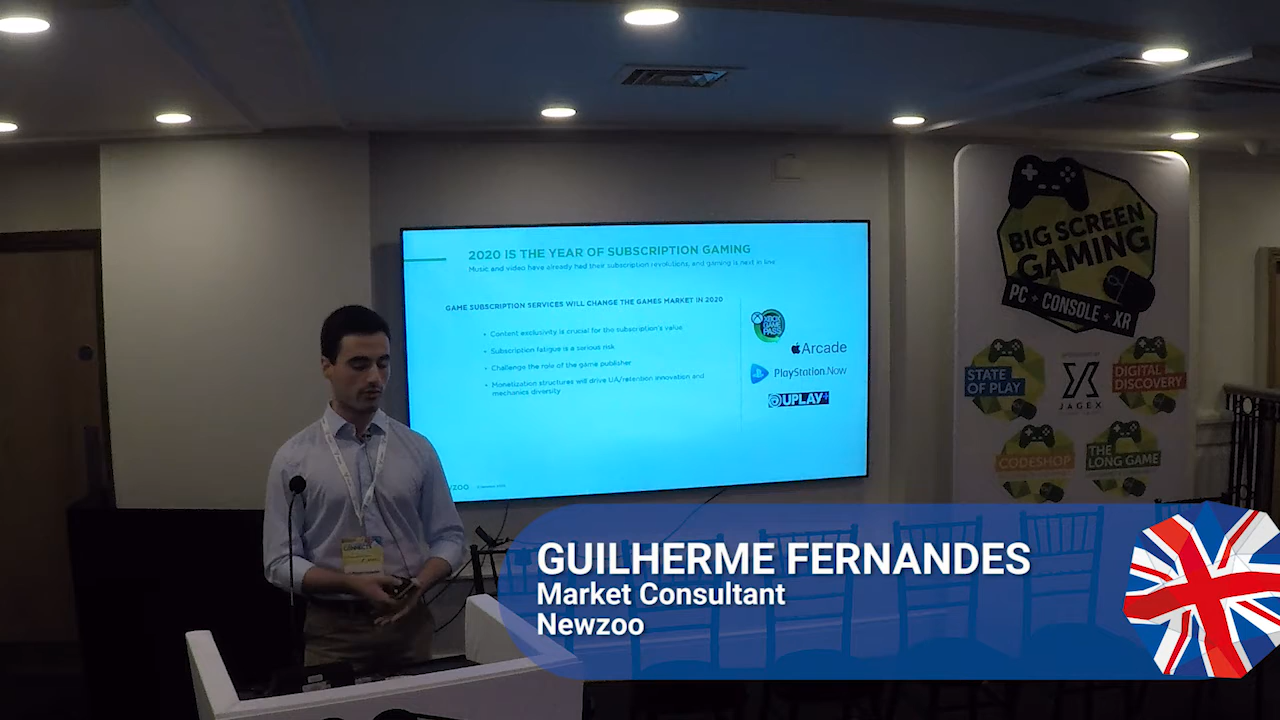 2020 IS THE YEAR OF SUBSCRIPTION GAMING
Music and video have already had their subscription revolutions, and gaming is next in line
GAME SUBSCRIPTION SERVICES WILL CHANGE THE GAMES MARKET IN 2020
• Content exclusivity is crucial for the subscription's value
• Subscription fatigue is a serious risk
• Challenge the role of the game publisher
• Monetization structures will drive UA/retention innovation and
mechanics diversity
XBOX
GAME
PASS
Arcade
PlayStation Now
UPLAY+
BIG SCREEN
GAMING
PC + CONSOLE + XR
STATE
OF PLAY
JAGEX
DIGITAL
DISCOVERY
CODESHOP
THE
LONG GAME
GUILHERME FERNANDES
Market Consultant
Newzoo